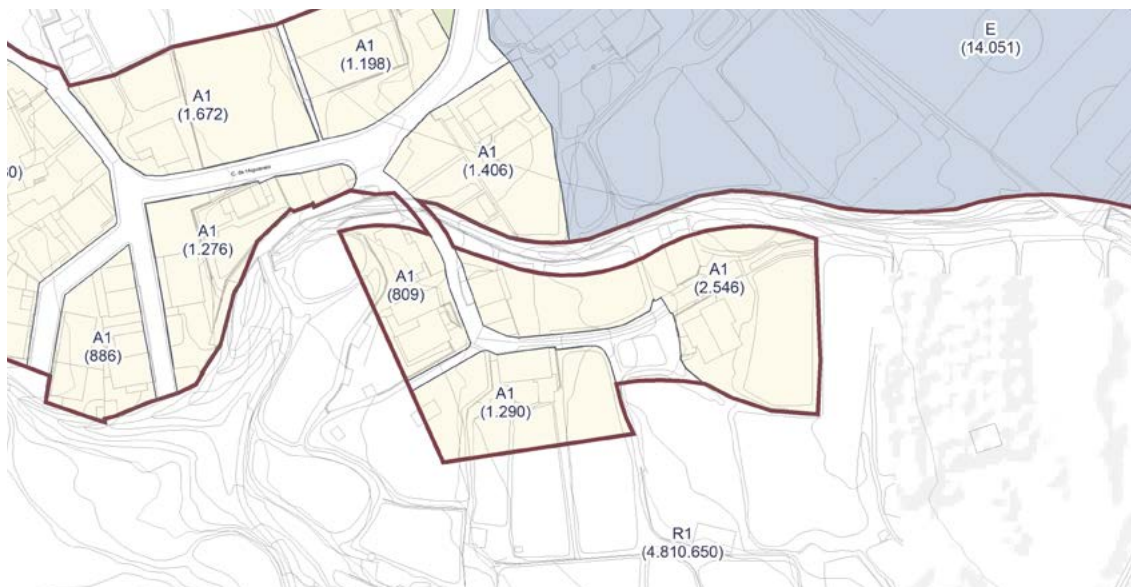 E
(14.051)
A1
(1.198)
A1
(1.672)
A1
(1.406)
0)
A1
(1.276)
A1
(809)
A1
(2.546)
A1
(886)
A1
(1.290)
R1
(4.810.650)